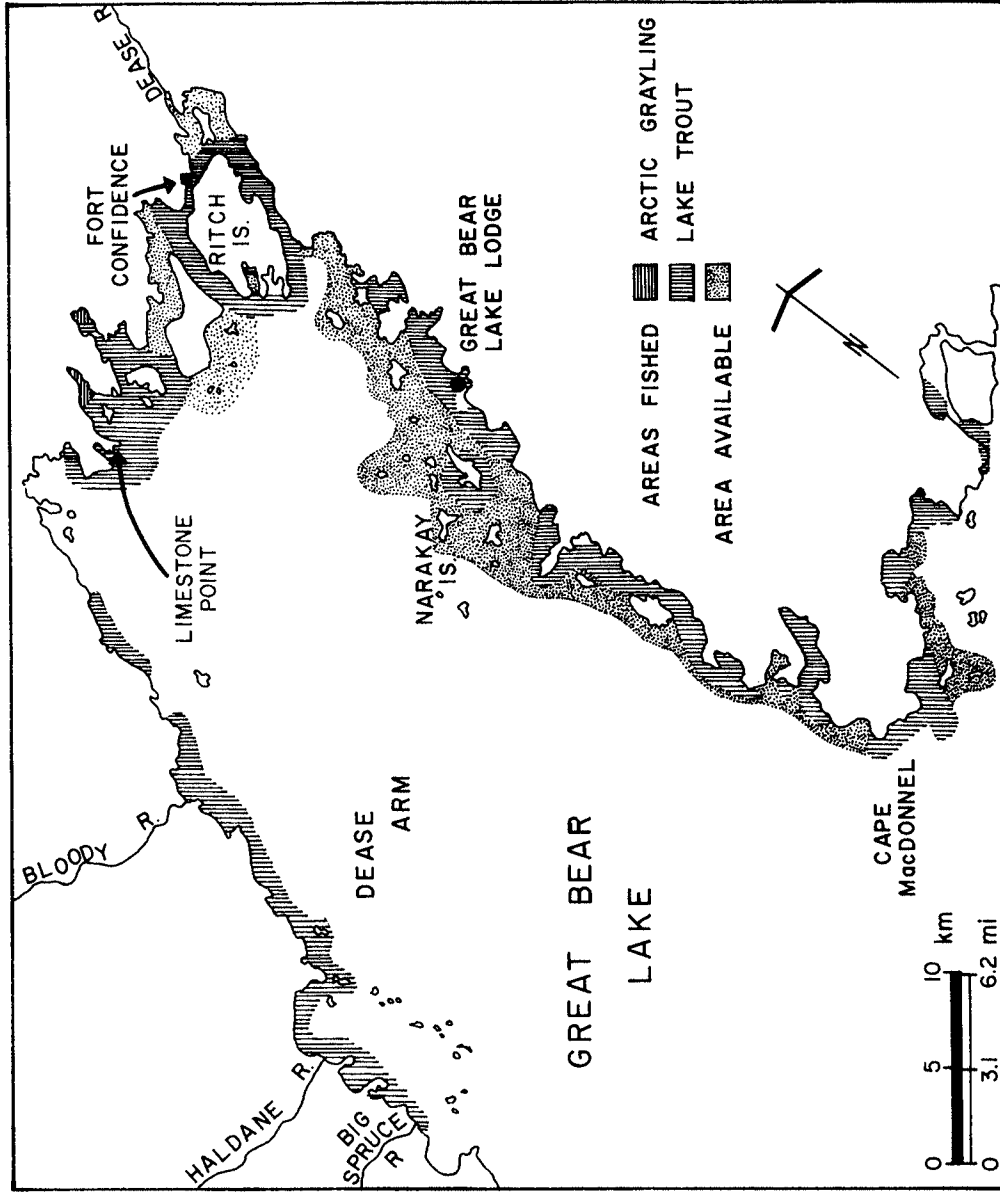 DEASE R
FORT
CONFIDENCE
RITCH
IS.
GREAT BEAR
LAKE LODGE
LIMESTONE
POINT
NARAKAY
IS.
AREAS FISHED
ARCTIC GRAYLING
LAKE TROUT
AREA AVAILABLE
N
BLOODY R.
DEASE
ARM
GREAT BEAR
LAKE
CAPE
MacDONNEL
HALDANE R.
BIG
SPRUCE
R
0 5 10 km
0 3.1 6.2 mi